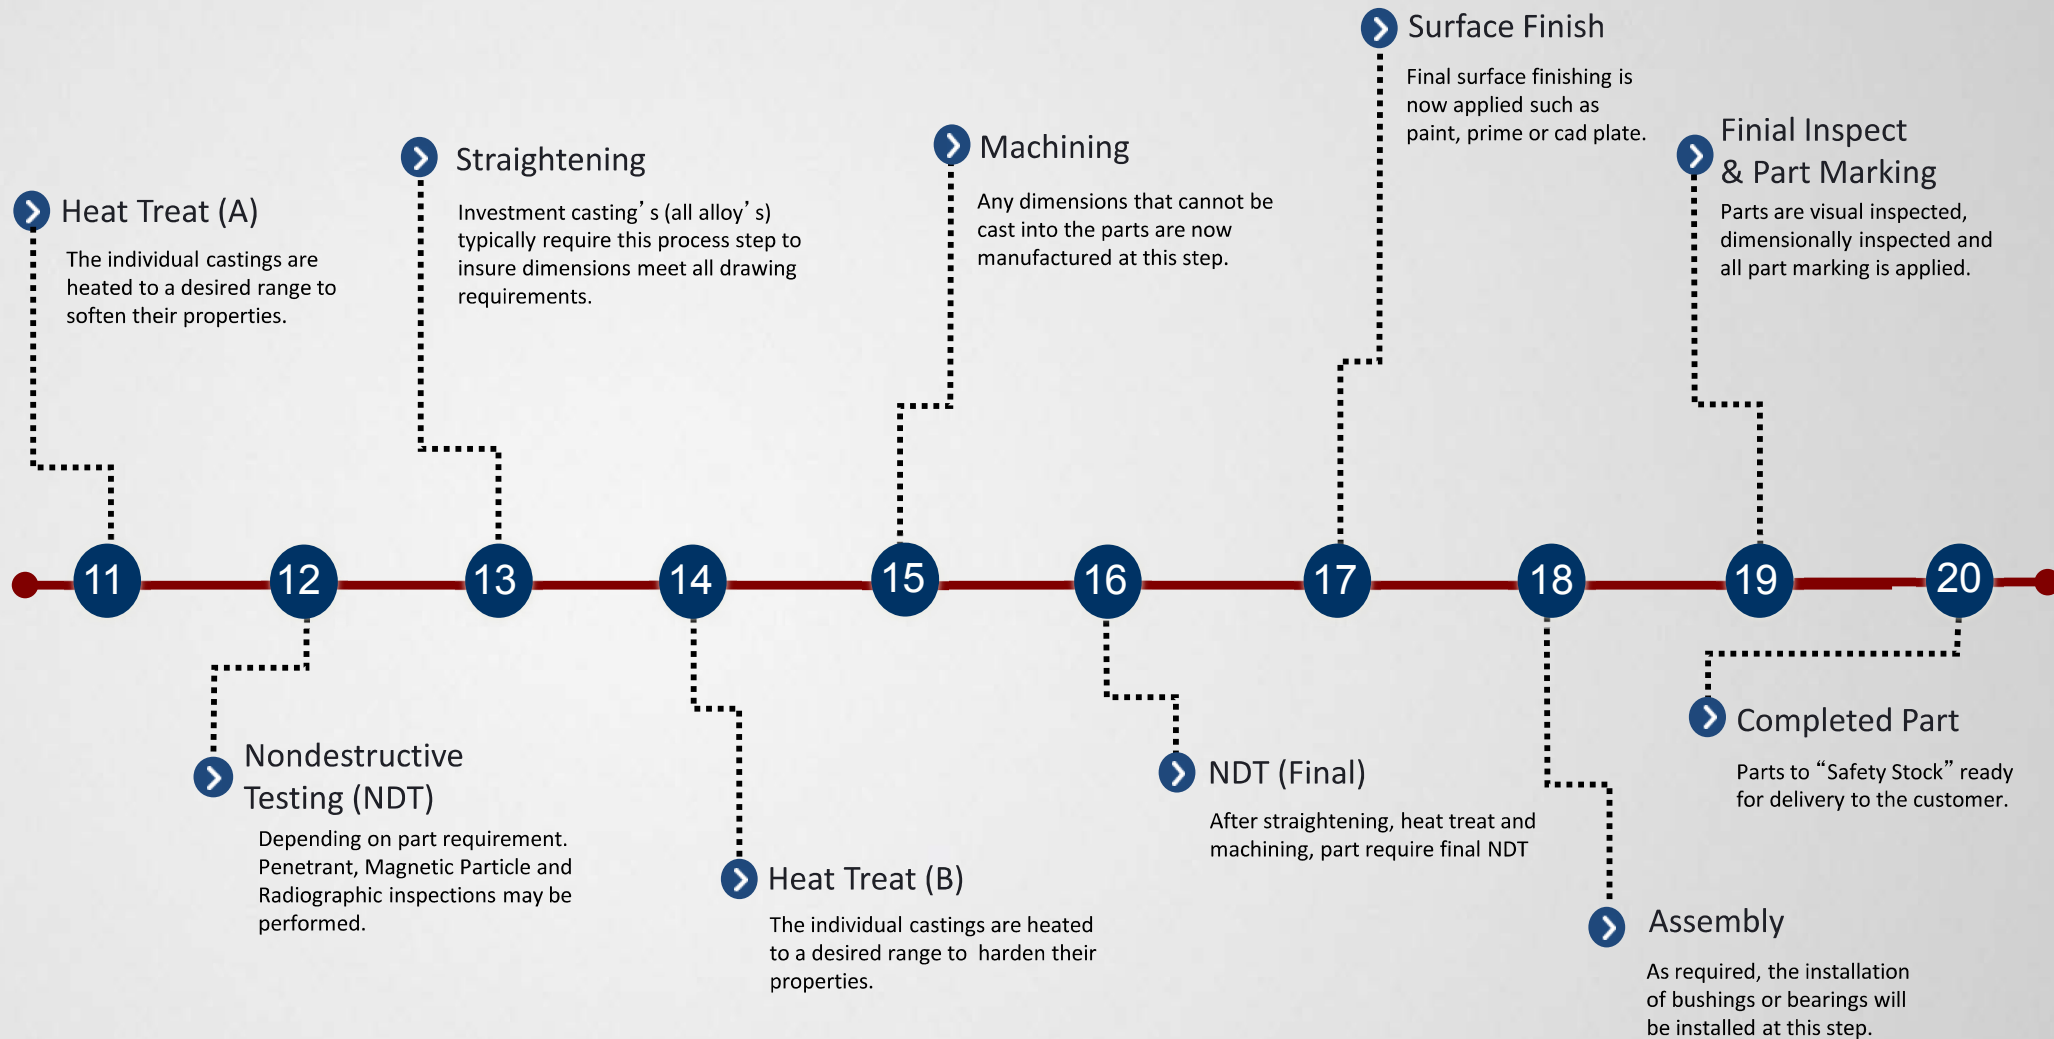 Surface Finish
Final surface finishing is
now applied such as
paint, prime or cad plate.
Finial Inspect
& Part Marking
Parts are visual inspected,
dimensionally inspected and
all part marking is applied.
Machining
Any dimensions that cannot be
cast into the parts are now
manufactured at this step.
Straightening
Investment casting’s (all alloy’s)
typically require this process step to
insure dimensions meet all drawing
requirements.
Heat Treat (A)
The individual castings are
heated to a desired range to
soften their properties.
11 12 13 14 15 16 17 18 19 20
Nondestructive
Testing (NDT)
Depending on part requirement.
Penetrant, Magnetic Particle and
Radiographic inspections may be
performed.
Heat Treat (B)
The individual castings are heated
to a desired range to harden their
properties.
NDT (Final)
After straightening, heat treat and
machining, part require final NDT
Completed Part
Parts to “Safety Stock” ready
for delivery to the customer.
Assembly
As required, the installation
of bushings or bearings will
be installed at this step.